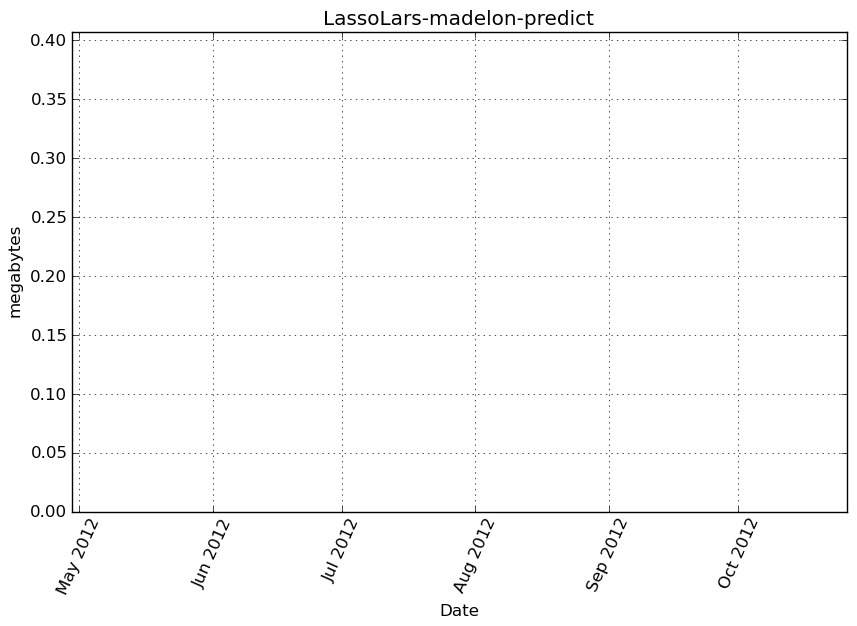 LassoLars-madelon-predict
0.40
0.35
0.30
0.25
0.20
0.15
0.10
0.05
0.00
megabytes
May 2012
Jun 2012
Jul 2012
Aug 2012
Sep 2012
Oct 2012
Date